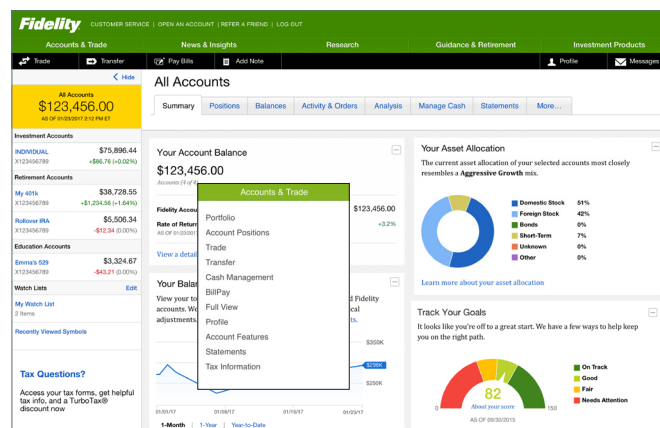 Fidelity
CUSTOMER SERVICE | OPEN AN ACCOUNT | REFER A FRIEND | LOG OUT
Accounts & Trade News & Insights Research Guidance & Retirement Investment Products
Trade Transfer Pay Bills Add Note Profile Messages
Hide
All Accounts
$123,456.00
AS OF 01/23/2017 2:12 PM ET
Investment Accounts
INDIVIDUAL $75,896.44
X123456789 +$86.76 (+0.02%)
Retirement Accounts
My 401k $38,728.55
X123456789 +$1,234.56 (+1.64%)
Rollover IRA $5,506.34
X123456789 -$12.34 (0.00%)
Education Accounts
Emma's 529 $3,324.67
X123456789 -$43.21 (0.00%)
Watch Lists Edit
My Watch List
2 Items
Recently Viewed Symbols
Tax Questions?
Access your tax forms, get helpful
tax info, and a TurboTax®
discount now
All Accounts
Summary Positions Balances Activity & Orders Analysis Manage Cash Statements More...
Your Account Balance
$123,456.00
Accounts [4 of 4]
Fidelity $123,456.00
Rate of Return +3.2%
AS OF
View a
Your
View your Fidelity
accounts. We
adjustments.
$350K
$298K
$250K
01/01/17 01/08/17 01/15/17 01/23/17
1-Month | 1-Year | Year-to-Date
Accounts & Trade
Portfolio
Account Positions
Trade
Transfer
Cash Management
BillPay
Full View
Profile
Account Features
Statements
Tax Information
Your Asset Allocation
The current asset allocation of your selected accounts most closely
resembles a Aggressive Growth mix.
Domestic Stock 51%
Foreign Stock 42%
Bonds 0%
Short-Term 7%
Unknown 0%
Other 0%
Learn more about your asset allocation
Track Your Goals
It looks like you're off to a great start. We have a few ways to help keep
you on the right path.
82
About your score
0 150
AS OF 09/30/2015
On Track
Good
Fair
Needs Attention